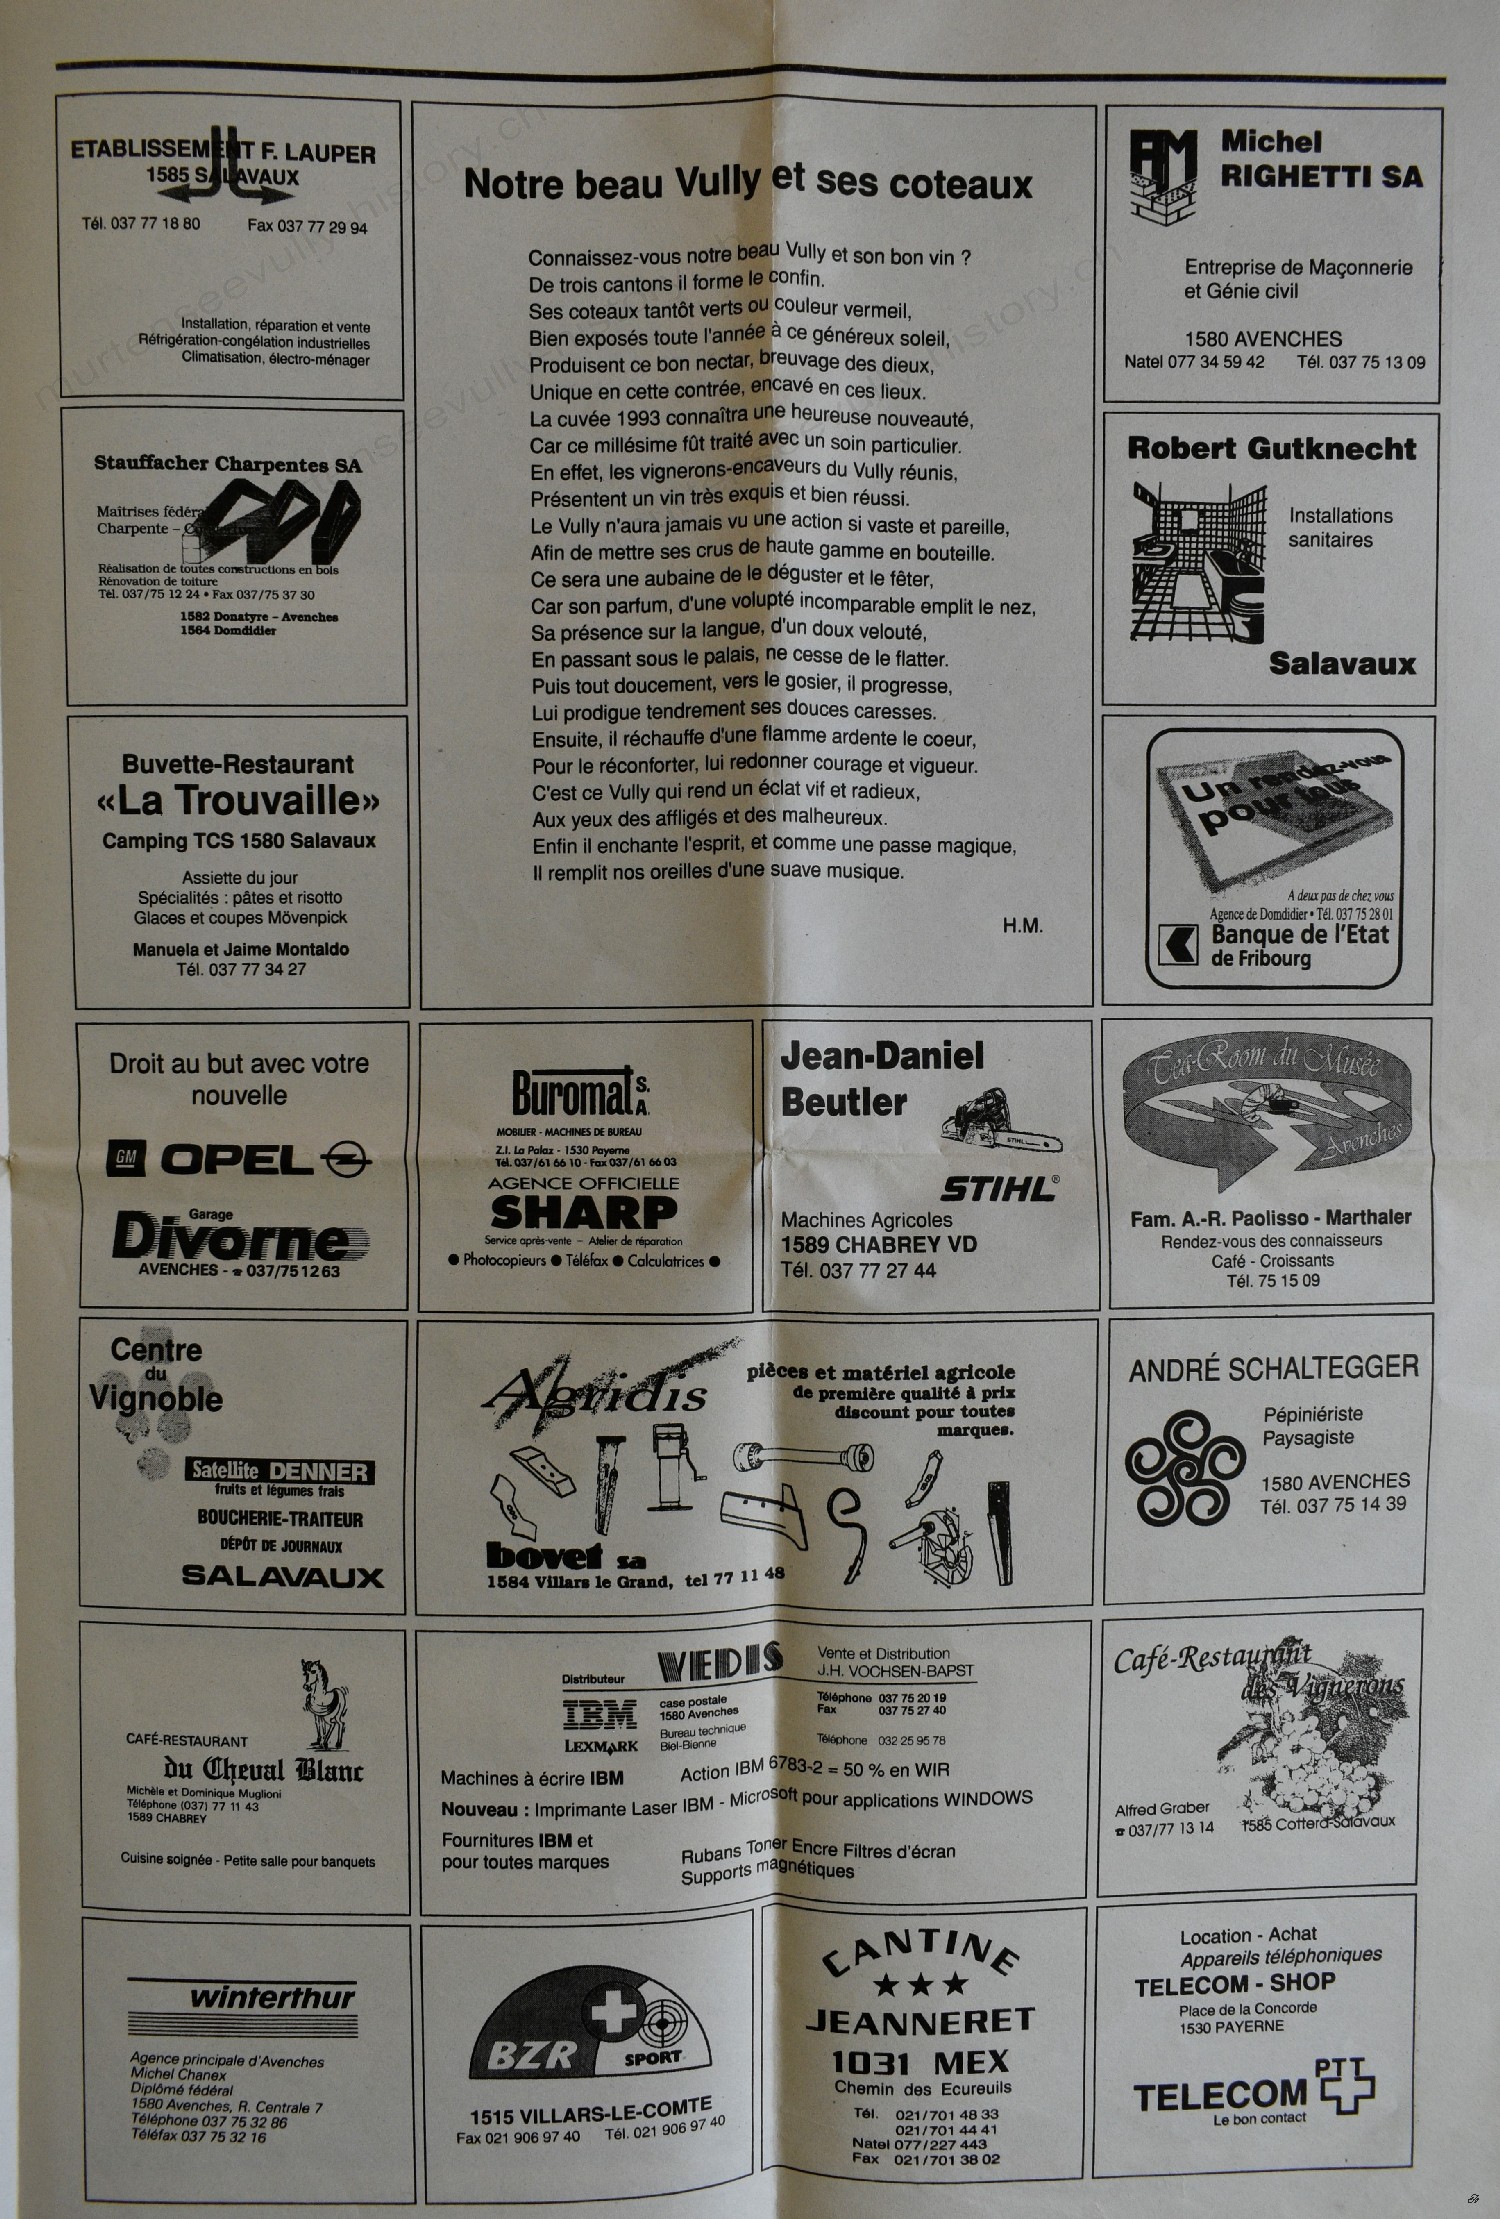 ETABLISSEMENT F. LAUPER
1585 SALAVAUX
Tél. 037 77 18 80 Fax 037 77 29 94
Installation, réparation et vente
Réfrigération-congélation industrielles
Climatisation, électro-ménager
Notre beau Vully et ses coteaux
Connaissez-vous notre beau Vully et son bon vin ?
De trois cantons il forme le confin.
Ses coteaux tantôt verts ou couleur vermeil,
Bien exposés toute l'année à ce généreux soleil,
Produisent ce bon nectar, breuvage des dieux,
Unique en cette contrée, encavé en ces lieux.
La cuvée 1993 connaîtra une heureuse nouveauté,
Car ce millésime fût traité avec un soin particulier.
En effet, les vignerons-encaveurs du Vully réunis,
Présentent un vin très exquis et bien réussi.
Le Vully n'aura jamais vu une action si vaste et pareille,
Afin de mettre ses crus de haute gamme en bouteille.
Ce sera une aubaine de le déguster et le fêter,
Car son parfum, d'une volupté incomparable emplit le nez,
Sa présence sur la langue, d'un doux velouté,
En passant sous le palais, ne cesse de le flatter.
Puis tout doucement, vers le gosier, il progresse,
Lui prodigue tendrement ses douces caresses.
Ensuite, il réchauffe d'une flamme ardente le coeur,
Pour le réconforter, lui redonner courage et vigueur.
C'est ce Vully qui rend un éclat vif et radieux,
Aux yeux des affligés et des malheureux.
Enfin il enchante l'esprit, et comme une passe magique,
Il remplit nos oreilles d'une suave musique.
H.M.
Michel
RIGHETTI SA
Entreprise de Maçonnerie
et Génie civil
1580 AVENCHES
Natel 077 34 59 42 Tél. 037 75 13 09
Stauffacher Charpentes SA
Maîtrises
Charpente –
Réalisation de toutes constructions en bois
Rénovation de toiture
Tél. 037/75 12 24 • Fax 037/75 37 30
1582 Donatyre – Avenches
1564 Domdidier
Robert Gutknecht
Installations
sanitaires
Salavaux
Buvette-Restaurant
«La Trouvaille»
Camping TCS 1580 Salavaux
Assiette du jour
Spécialités : pâtes et risotto
Glaces et coupes Mövenpick
Manuela et Jaime Montaldo
Tél. 037 77 34 27
Un rendez-vous
pour tous
A deux pas de chez vous
Agence de Domdidier • Tél. 037 75 28 01
Banque de l'Etat
de Fribourg
Droit au but avec votre
nouvelle
GM OPEL
Garage
Divorne
AVENCHES - ☎ 037/75 12 63
Buromat S.A.
MOBILIER - MACHINES DE BUREAU
Z.I. La Palaz - 1530 Payerne
Tél. 037/61 66 10 - Fax 037/61 66 03
AGENCE OFFICIELLE
SHARP
Service après-vente – Atelier de réparation
● Photocopieurs ● Téléfax ● Calculatrices ●
Jean-Daniel
Beutler
STIHL
STIHL®
Machines Agricoles
1589 CHABREY VD
Tél. 037 77 27 44
Tea-Room du Musée
Avenches
Fam. A.-R. Paolisso - Marthaler
Rendez-vous des connaisseurs
Café - Croissants
Tél. 75 15 09
Centre
du
Vignoble
Satellite DENNER
fruits et légumes frais
BOUCHERIE-TRAITEUR
DÉPÔT DE JOURNAUX
SALAVAUX
Agridis
pièces et matériel agricole
de première qualité à prix
discount pour toutes
marques.
bovet sa
1584 Villars le Grand, tel 77 11 48
ANDRÉ SCHALTEGGER
Pépiniériste
Paysagiste
1580 AVENCHES
Tél. 037 75 14 39
CAFÉ-RESTAURANT
du Cheval Blanc
Michèle et Dominique Muglioni
Téléphone (037) 77 11 43
1589 CHABREY
Cuisine soignée - Petite salle pour banquets
Distributeur
IBM
LEXMARK
VEDIS
case postale
1580 Avenches
Bureau technique
Biel-Bienne
Vente et Distribution
J.H. VOCHSEN-BAPST
Téléphone 037 75 20 19
Fax 037 75 27 40
Téléphone 032 25 95 78
Machines à écrire IBM Action IBM 6783-2 = 50 % en WIR
Nouveau : Imprimante Laser IBM - Microsoft pour applications WINDOWS
Fournitures IBM et
pour toutes marques
Rubans Toner Encre Filtres d'écran
Supports magnétiques
Café-Restaurant
des Vignerons
Alfred Graber
☎ 037/77 13 14 1585 Cotterd-Salavaux
winterthur
Agence principale d'Avenches
Michel Chanex
Diplômé fédéral
1580 Avenches, R. Centrale 7
Téléphone 037 75 32 86
Téléfax 037 75 32 16
BZR SPORT
1515 VILLARS-LE-COMTE
Fax 021 906 97 40 Tél. 021 906 97 40
CANTINE
★★★
JEANNERET
1031 MEX
Chemin des Ecureuils
Tél. 021/701 48 33
021/701 44 41
Natel 077/227 443
Fax 021/701 38 02
Location - Achat
Appareils téléphoniques
TELECOM - SHOP
Place de la Concorde
1530 PAYERNE
PTT
TELECOM
Le bon contact